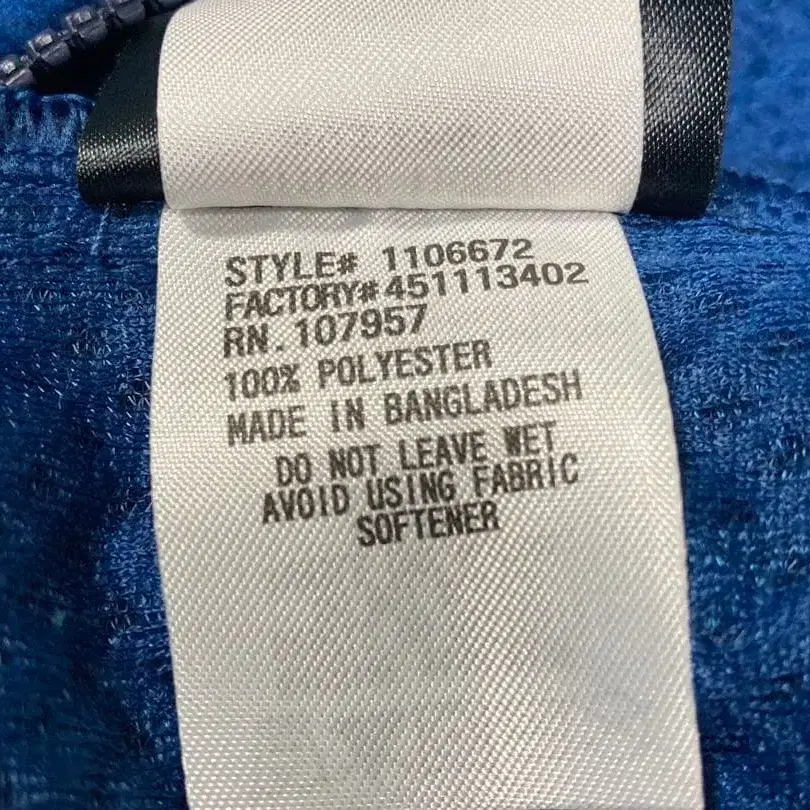 STYLE# 1106672
FACTORY#451113402
RN.107957
100% POLYESTER
MADE IN BANGLADESH
DO NOT LEAVE WET
AVOID USING FABRIC
SOFTENER